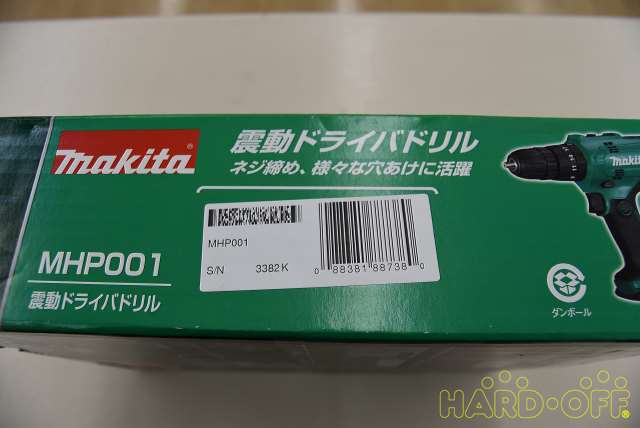 makita
震動ドライバドリル
ネジ締め、様々な穴あけに活躍
MHP001
震動ドライバドリル
MHP001
S/N 3382K
0 88381 88738 0
makita
ダンボール
HARD-OFF